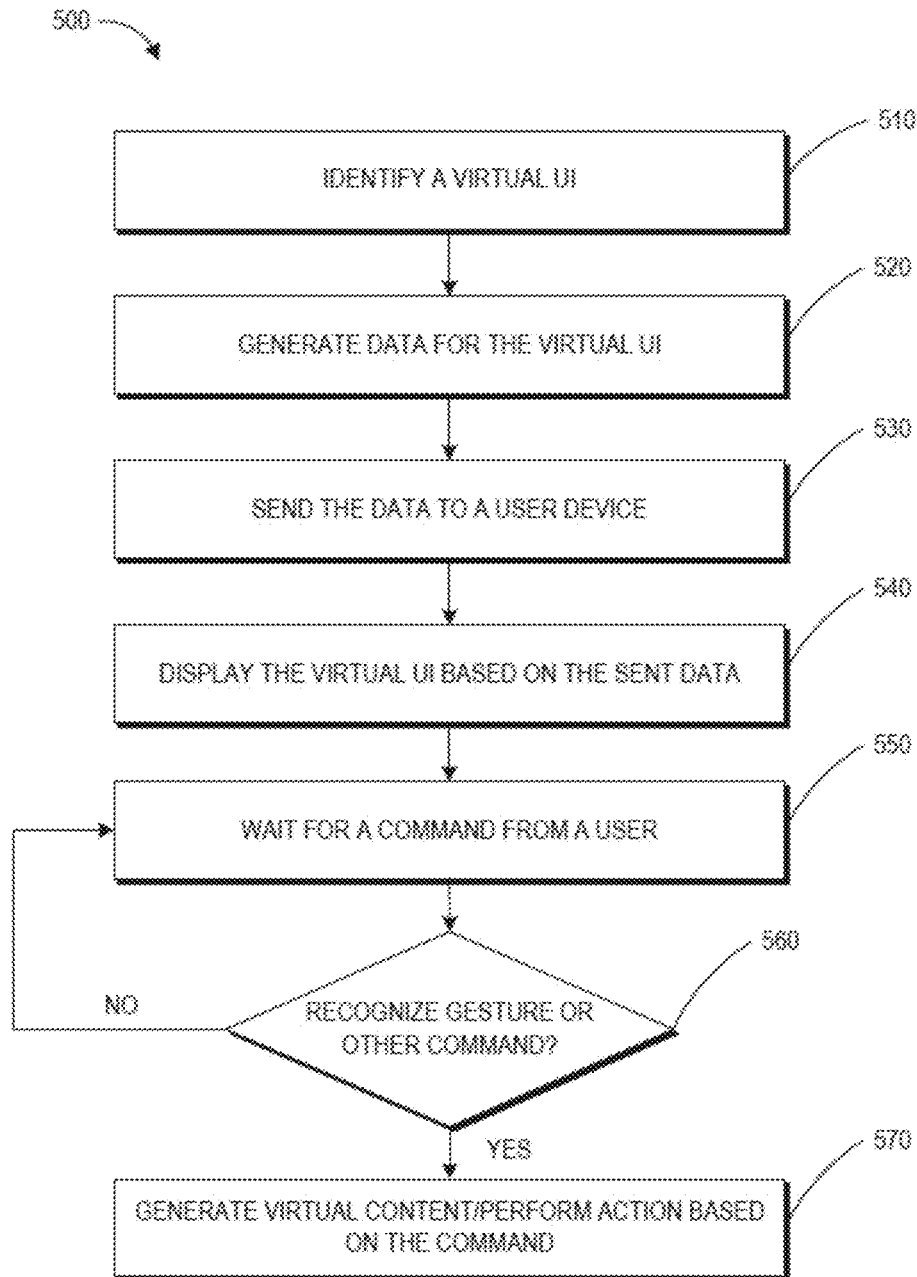 500
510
IDENTIFY A VIRTUAL UI
520
GENERATE DATA FOR THE VIRTUAL UI
530
SEND THE DATA TO A USER DEVICE
540
DISPLAY THE VIRTUAL UI BASED ON THE SENT DATA
550
WAIT FOR A COMMAND FROM A USER
560
NO
RECOGNIZE GESTURE OR
OTHER COMMAND?
YES
570
GENERATE VIRTUAL CONTENT/PERFORM ACTION BASED
ON THE COMMAND